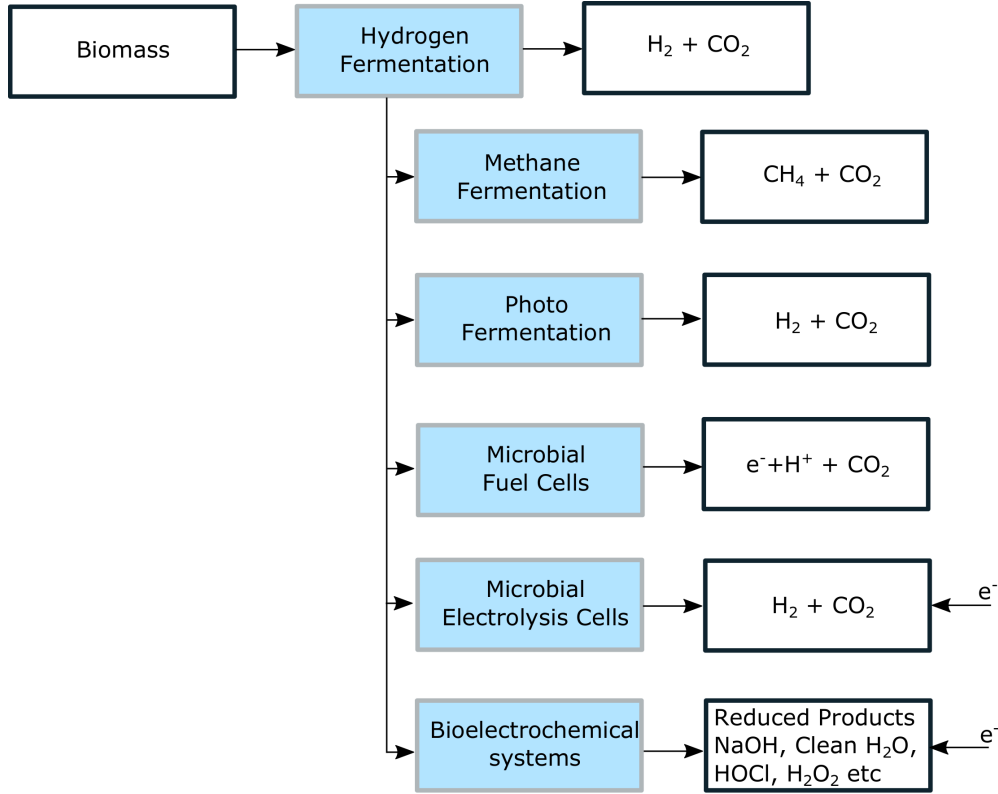 Biomass
Hydrogen
Fermentation
H₂ + CO₂
Methane
Fermentation
CH₄ + CO₂
Photo
Fermentation
H₂ + CO₂
Microbial
Fuel Cells
e⁻+H⁺ + CO₂
Microbial
Electrolysis Cells
H₂ + CO₂
e⁻
Bioelectrochemical
systems
Reduced Products
NaOH, Clean H₂O,
HOCl, H₂O₂ etc
e⁻